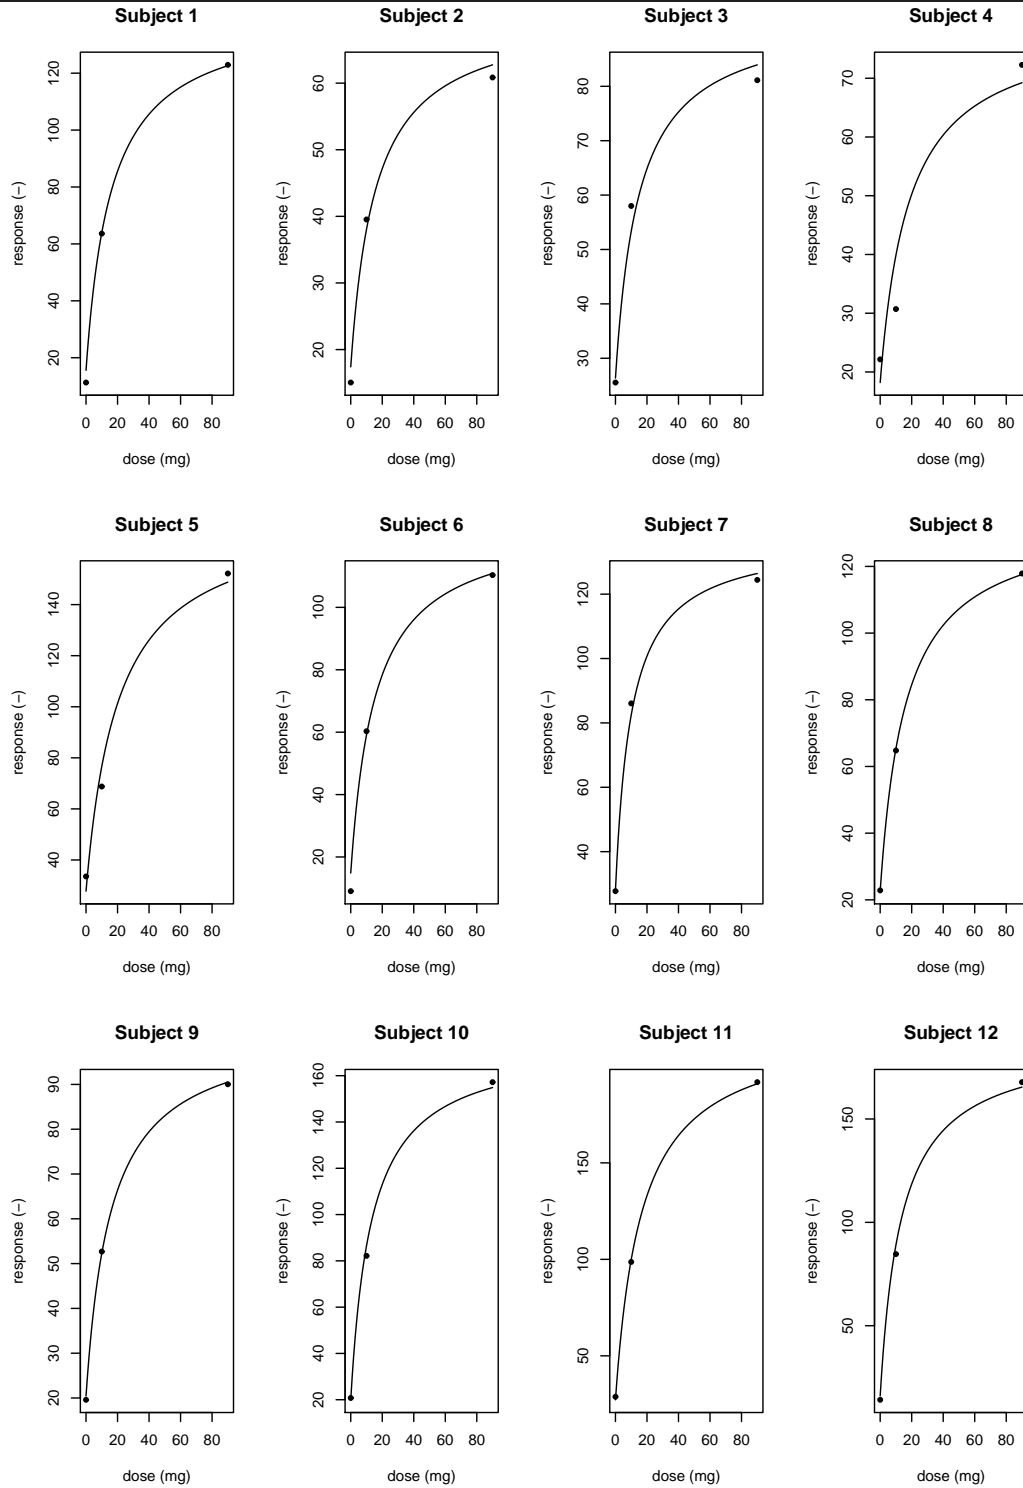 Subject 1 Subject 2 Subject 3 Subject 4
120 100 80 60 40 20
response (−)
0 20 40 60 80
dose (mg)
60 50 40 30 20
response (−)
0 20 40 60 80
dose (mg)
80 70 60 50 40 30
response (−)
0 20 40 60 80
dose (mg)
70 60 50 40 30 20
response (−)
0 20 40 60 80
dose (mg)
Subject 5 Subject 6 Subject 7 Subject 8
140 120 100 80 60 40
response (−)
0 20 40 60 80
dose (mg)
100 80 60 40 20
response (−)
0 20 40 60 80
dose (mg)
120 100 80 60 40
response (−)
0 20 40 60 80
dose (mg)
120 100 80 60 40 20
response (−)
0 20 40 60 80
dose (mg)
Subject 9 Subject 10 Subject 11 Subject 12
90 80 70 60 50 40 30 20
response (−)
0 20 40 60 80
dose (mg)
160 140 120 100 80 60 40 20
response (−)
0 20 40 60 80
dose (mg)
150 100 50
response (−)
0 20 40 60 80
dose (mg)
150 100 50
response (−)
0 20 40 60 80
dose (mg)